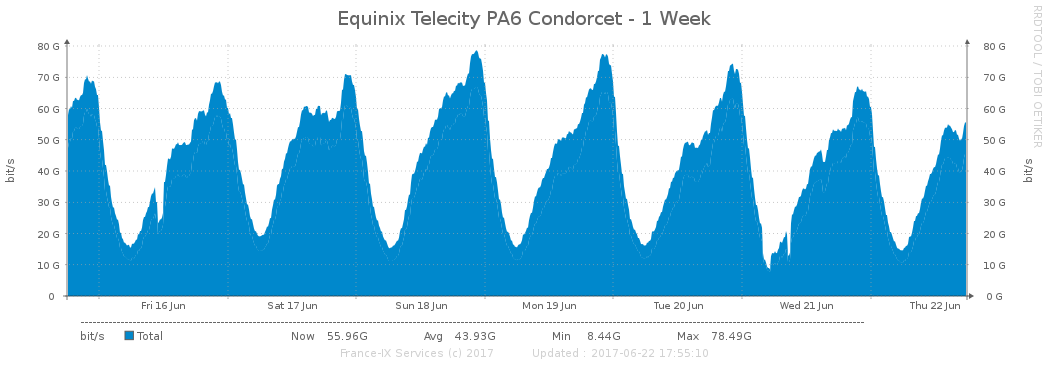 Equinix Telecity PA6 Condorcet - 1 Week
RRDTOOL / TOBI OETIKER
80 G 80 G
70 G 70 G
60 G 60 G
50 G 50 G
40 G 40 G
30 G 30 G
20 G 20 G
10 G 10 G
0 0 G
bit/s bit/s
Fri 16 Jun Sat 17 Jun Sun 18 Jun Mon 19 Jun Tue 20 Jun Wed 21 Jun Thu 22 Jun
bit/s Total Now 55.96G Avg 43.93G Min 8.44G Max 78.49G
France-IX Services (c) 2017 Updated : 2017-06-22 17:55:10